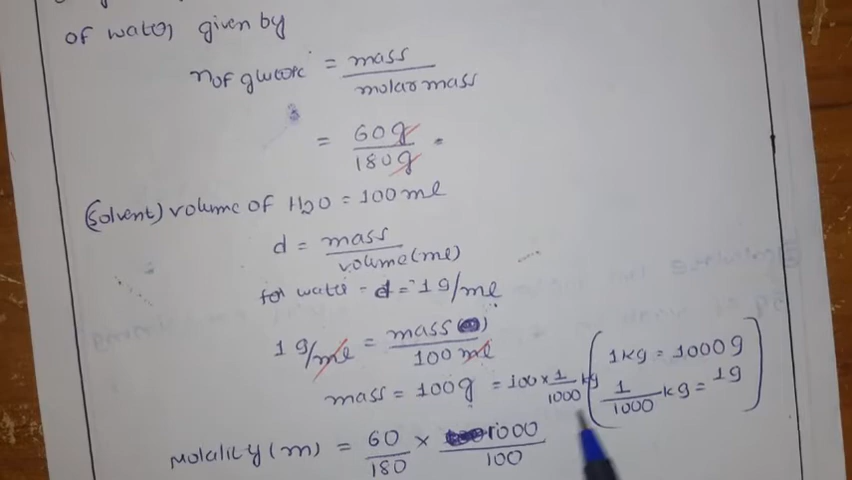 of water, given by
n of glucose = mass / molar mass
= 60g / 180g
(Solvent) volume of H2O = 100 ml
d = mass / volume (ml)
for water - d = 1 g/ml
1 g/ml = mass / 100 ml
mass = 100g = 100 × 1/1000 kg (1kg = 1000g
1/1000 kg = 1g)
Molality (m) = 60/180 × 1000/100